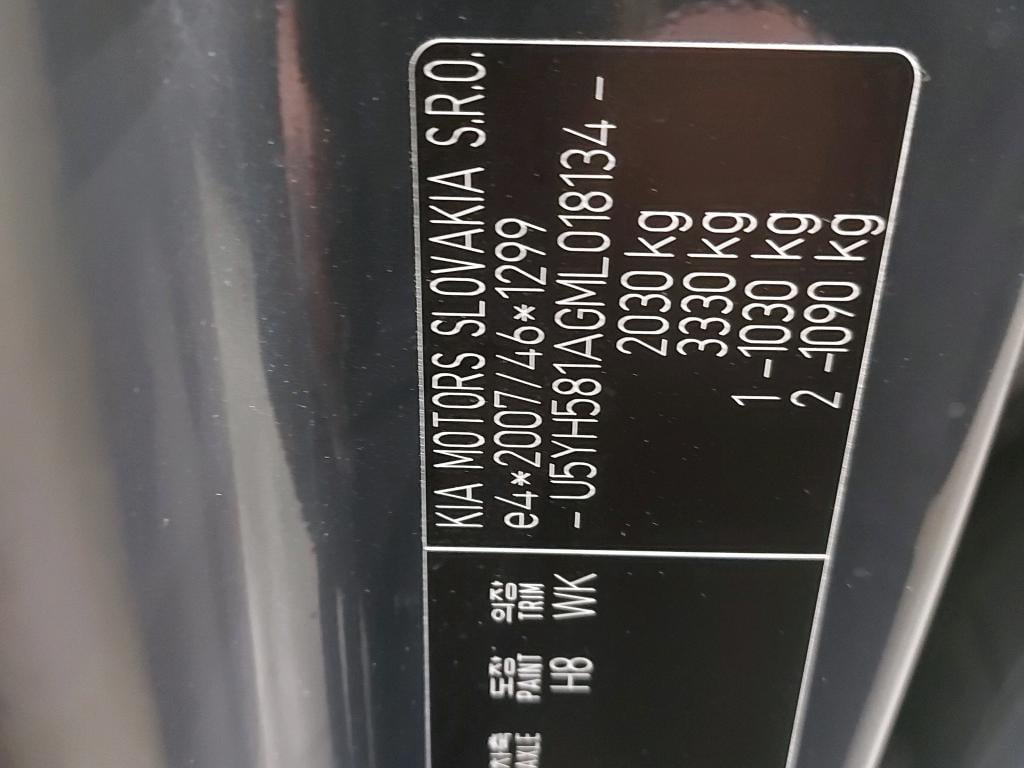 KIA MOTORS SLOVAKIA S.R.O.
e4*2007/46*1299
- U5YH581AGML018134 -
2030 kg
3330 kg
1 -1030 kg
2 -1090 kg
도장 의장
AXLE PAINT TRIM
H8 WK